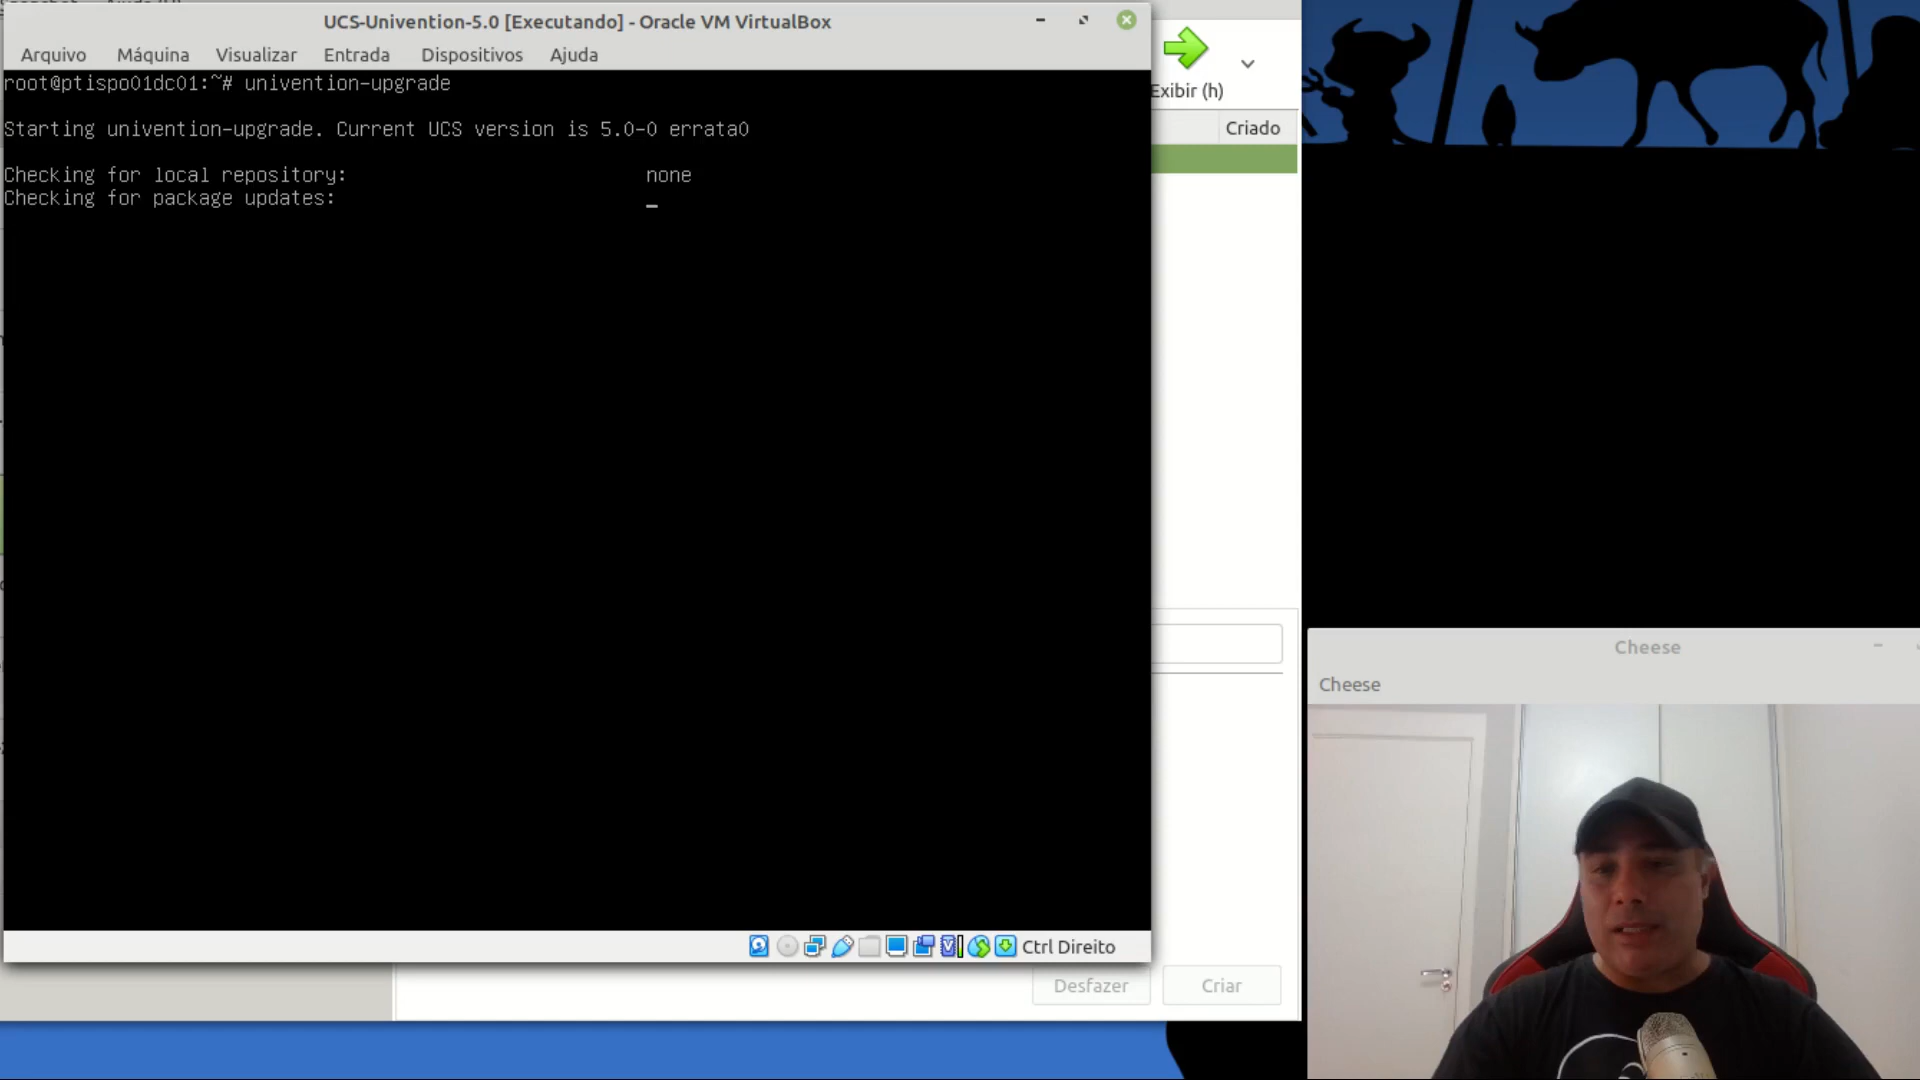 UCS-Univention-5.0 [Executando] - Oracle VM VirtualBox
Arquivo Máquina Visualizar Entrada Dispositivos Ajuda
root@ptispo01dc01:~# univention-upgrade
Starting univention-upgrade. Current UCS version is 5.0-0 errata0
Checking for local repository: none
Checking for package updates: _
Ctrl Direito
Exibir (h)
Criado
Desfazer Criar
Cheese
Cheese